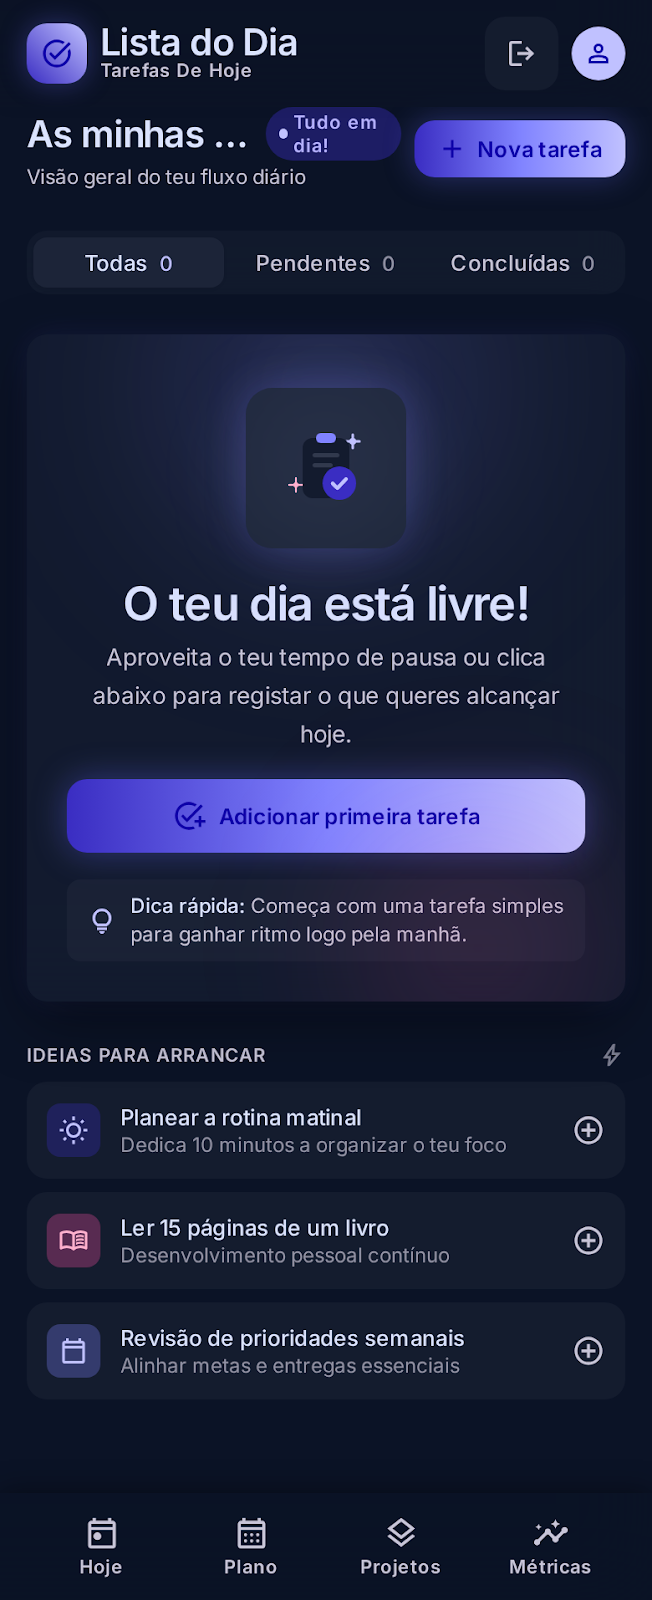 Lista do Dia
Tarefas De Hoje
As minhas ...
Tudo em
dia!
Nova tarefa
Visão geral do teu fluxo diário
Todas 0
Pendentes 0
Concluídas 0
O teu dia está livre!
Aproveita o teu tempo de pausa ou clica
abaixo para registar o que queres alcançar
hoje.
Adicionar primeira tarefa
Dica rápida: Começa com uma tarefa simples
para ganhar ritmo logo pela manhã.
IDEIAS PARA ARRANCAR
Planear a rotina matinal
Dedica 10 minutos a organizar o teu foco
Ler 15 páginas de um livro
Desenvolvimento pessoal contínuo
Revisão de prioridades semanais
Alinhar metas e entregas essenciais
Hoje
Plano
Projetos
Métricas